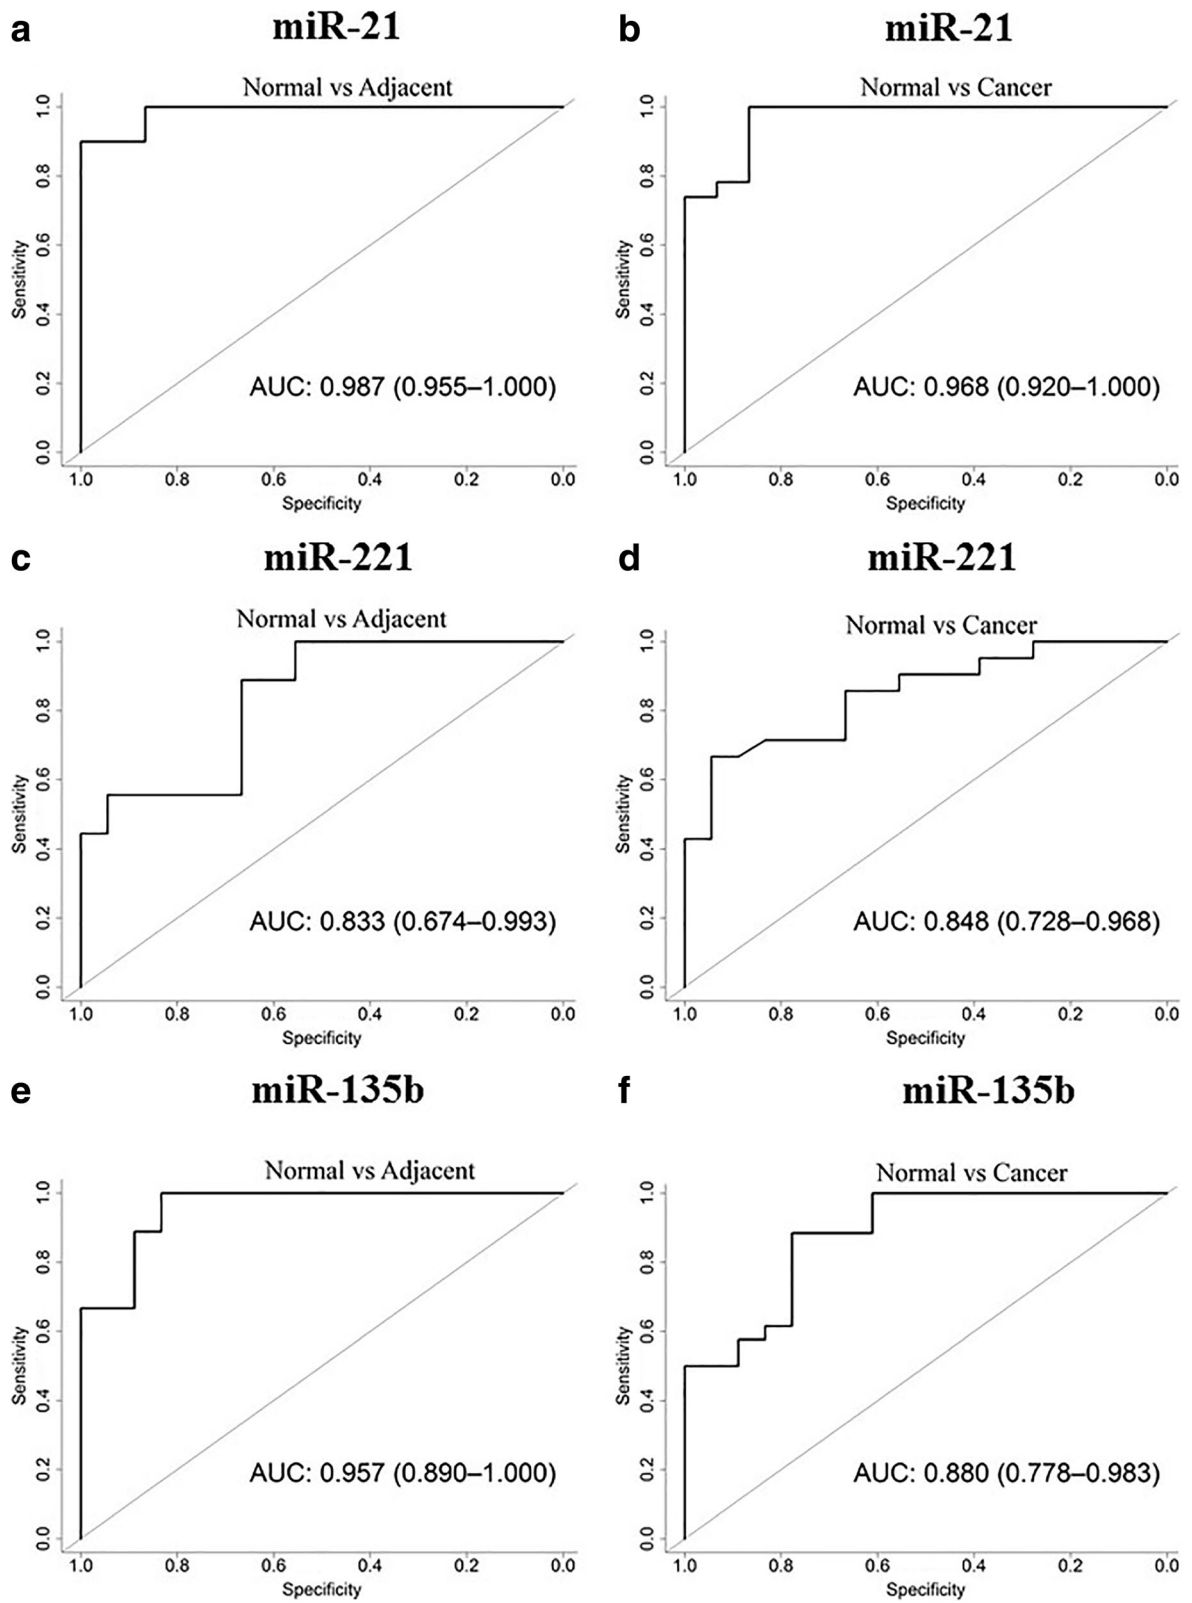 a
miR-21
Normal vs Adjacent
1.0
0.8
0.6
0.4
0.2
0.0
Sensitivity
AUC: 0.987 (0.955–1.000)
1.0 0.8 0.6 0.4 0.2 0.0
Specificity
b
miR-21
Normal vs Cancer
1.0
0.8
0.6
0.4
0.2
0.0
Sensitivity
AUC: 0.968 (0.920–1.000)
1.0 0.8 0.6 0.4 0.2 0.0
Specificity
c
miR-221
Normal vs Adjacent
1.0
0.8
0.6
0.4
0.2
0.0
Sensitivity
AUC: 0.833 (0.674–0.993)
1.0 0.8 0.6 0.4 0.2 0.0
Specificity
d
miR-221
Normal vs Cancer
1.0
0.8
0.6
0.4
0.2
0.0
Sensitivity
AUC: 0.848 (0.728–0.968)
1.0 0.8 0.6 0.4 0.2 0.0
Specificity
e
miR-135b
Normal vs Adjacent
1.0
0.8
0.6
0.4
0.2
0.0
Sensitivity
AUC: 0.957 (0.890–1.000)
1.0 0.8 0.6 0.4 0.2 0.0
Specificity
f
miR-135b
Normal vs Cancer
1.0
0.8
0.6
0.4
0.2
0.0
Sensitivity
AUC: 0.880 (0.778–0.983)
1.0 0.8 0.6 0.4 0.2 0.0
Specificity